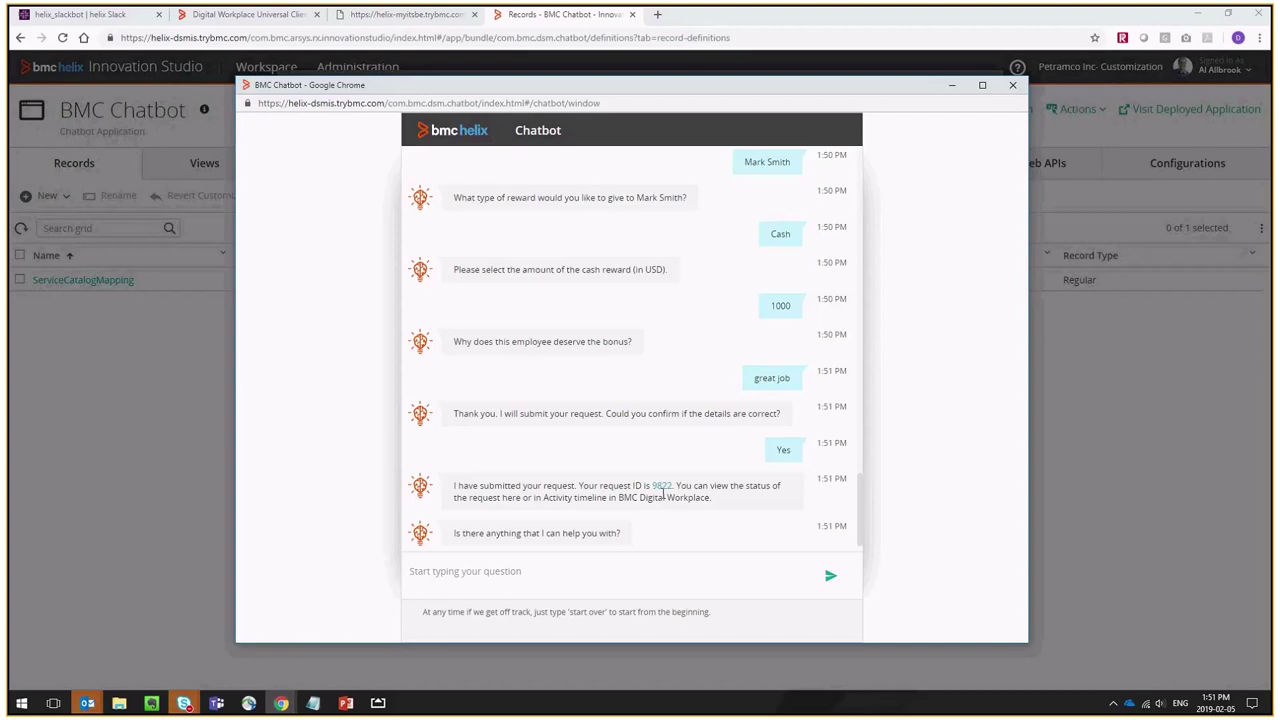 helix_slackbot | helix Slack
Digital Workplace Universal Clie
https://helix-myitsbe.trybmc.com/
Records - BMC Chatbot - Innova
https://helix-dsmis.trybmc.com/com.bmc.arsys.rx.innovationstudio/index.html#/app/bundle/com.bmc.dsm.chatbot/definitions?tab=record-definitions
bmchelix Innovation Studio
Workspace
Administration
Petramco Inc- Customization
Signed In As
Al Allbrook
BMC Chatbot - Google Chrome
https://helix-dsmis.trybmc.com/com.bmc.dsm.chatbot/index.html#/chatbot/window
BMC Chatbot
Chatbot Application
Actions
Visit Deployed Application
Records
Views
eb APIs
Configurations
New
Rename
Revert Customiz
Search grid
0 of 1 selected
Name
Record Type
ServiceCatalogMapping
Regular
bmchelix Chatbot
Mark Smith
1:50 PM
What type of reward would you like to give to Mark Smith?
1:50 PM
Cash
1:50 PM
Please select the amount of the cash reward (in USD).
1:50 PM
1000
1:50 PM
Why does this employee deserve the bonus?
1:50 PM
great job
1:51 PM
Thank you. I will submit your request. Could you confirm if the details are correct?
1:51 PM
Yes
1:51 PM
I have submitted your request. Your request ID is 9822. You can view the status of
the request here or in Activity timeline in BMC Digital Workplace.
1:51 PM
Is there anything that I can help you with?
1:51 PM
Start typing your question
At any time if we get off track, just type 'start over' to start from the beginning.
ENG
1:51 PM
2019-02-05